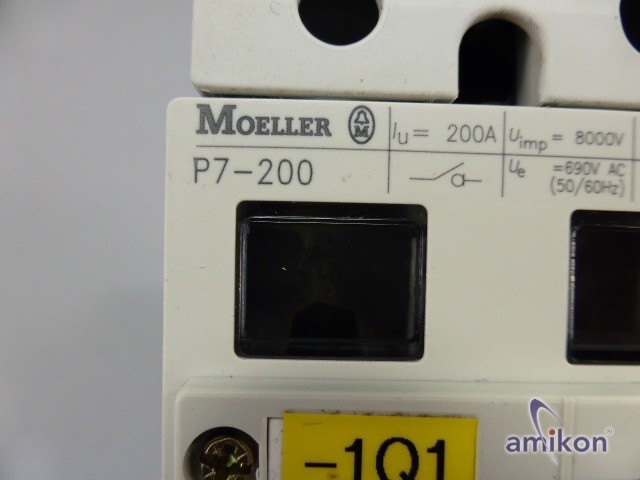 MOELLER M
P7-200
Iu= 200A
Uimp= 8000V
Ue =690V AC
(50/60Hz)
-1Q1
amikon